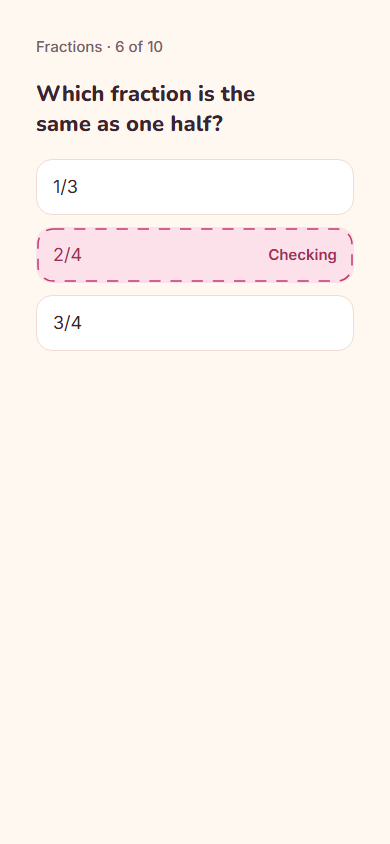 Fractions · 6 of 10
Which fraction is the
same as one half?
1/3
2/4 Checking
3/4